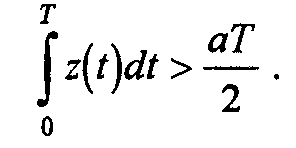 ∫₀ᵀ z(t)dt > aT/2 .